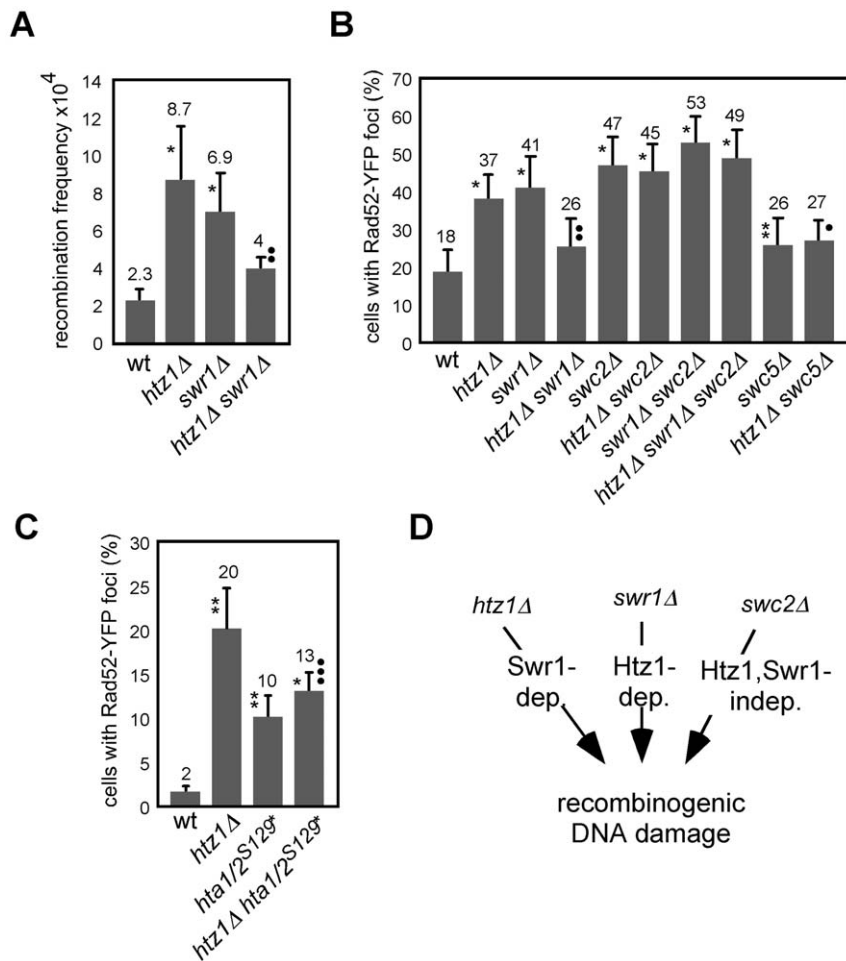 A
recombination frequency x10⁴
14
12
10
8
6
4
2
0
2.3
8.7
*
6.9
*
4
••
wt
htz1Δ
swr1Δ
htz1Δ swr1Δ
B
cells with Rad52-YFP foci (%)
70
60
50
40
30
20
10
0
18
37
*
41
*
26
••
47
*
45
*
53
*
49
*
26
**
27
•
wt
htz1Δ
swr1Δ
htz1Δ swr1Δ
swc2Δ
htz1Δ swc2Δ
swr1Δ swc2Δ
htz1Δ swr1Δ swc2Δ
swc5Δ
htz1Δ swc5Δ
C
cells with Rad52-YFP foci (%)
30
25
20
15
10
5
0
2
20
**
10
**
13
*
•••
wt
htz1Δ
hta1/2S129*
htz1Δ hta1/2S129*
D
htz1Δ swr1Δ swc2Δ
Swr1- Htz1- Htz1,Swr1-
dep. dep. indep.
recombinogenic
DNA damage